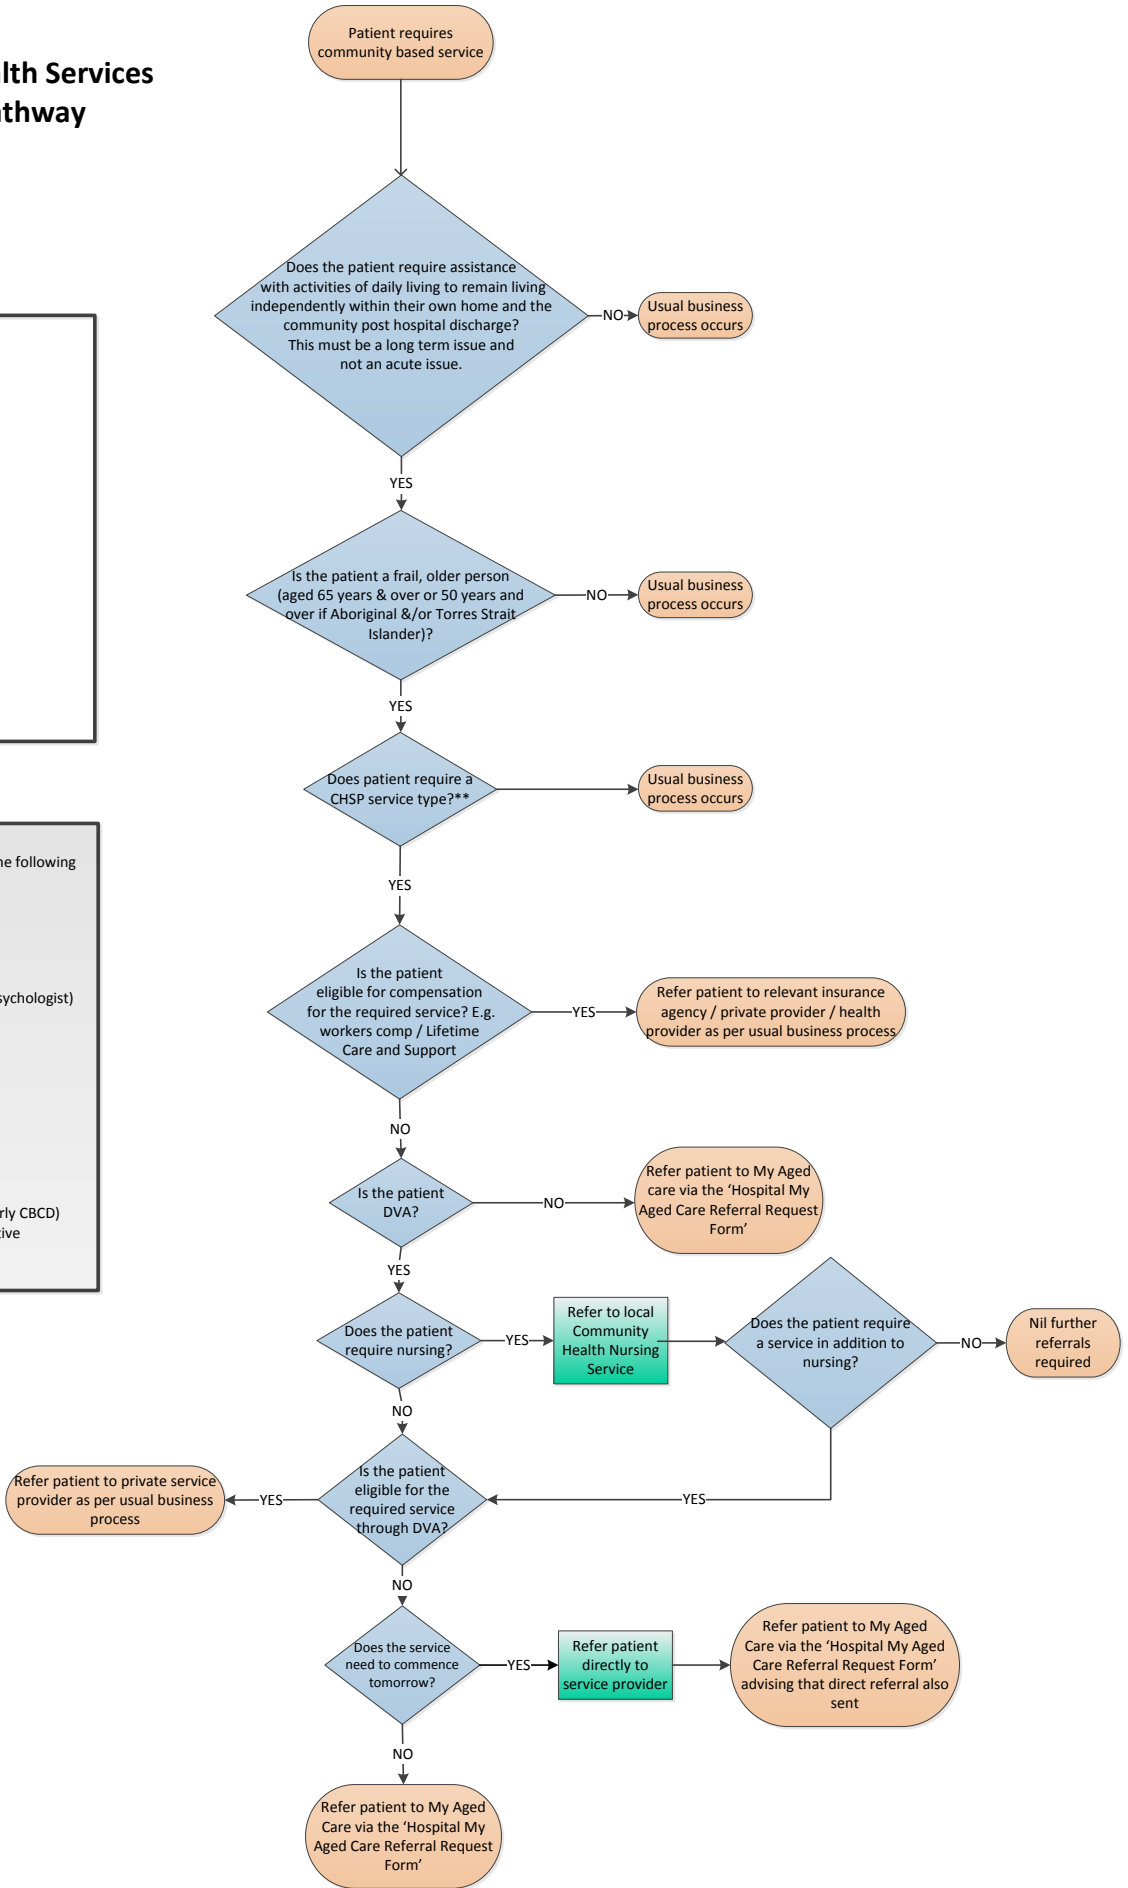 Patient requires
community based service
alth Services
athway
Does the patient require assistance
with activities of daily living to remain living
independently within their own home and the
community post hospital discharge?
This must be a long term issue and
not an acute issue.
NO
Usual business
process occurs
YES
Is the patient a frail, older person
(aged 65 years & over or 50 years and
over if Aboriginal &/or Torres Strait
Islander)?
NO
Usual business
process occurs
YES
Does patient require a
CHSP service type?**
Usual business
process occurs
YES
he following
sychologist)
rly CBCD)
tive
Is the patient
eligible for compensation
for the required service? E.g.
workers comp / Lifetime
Care and Support
YES
Refer patient to relevant insurance
agency / private provider / health
provider as per usual business process
NO
Is the patient
DVA?
NO
Refer patient to My Aged
care via the ‘Hospital My
Aged Care Referral Request
Form’
YES
Does the patient
require nursing?
YES
Refer to local
Community
Health Nursing
Service
Does the patient require
a service in addition to
nursing?
NO
Nil further
referrals
required
NO
YES
Is the patient
eligible for the
required service
through DVA?
YES
Refer patient to private service
provider as per usual business
process
NO
Does the service
need to commence
tomorrow?
YES
Refer patient
directly to
service provider
Refer patient to My Aged
Care via the ‘Hospital My Aged
Care Referral Request Form’
advising that direct referral also
sent
NO
Refer patient to My Aged
Care via the ‘Hospital My
Aged Care Referral Request
Form’